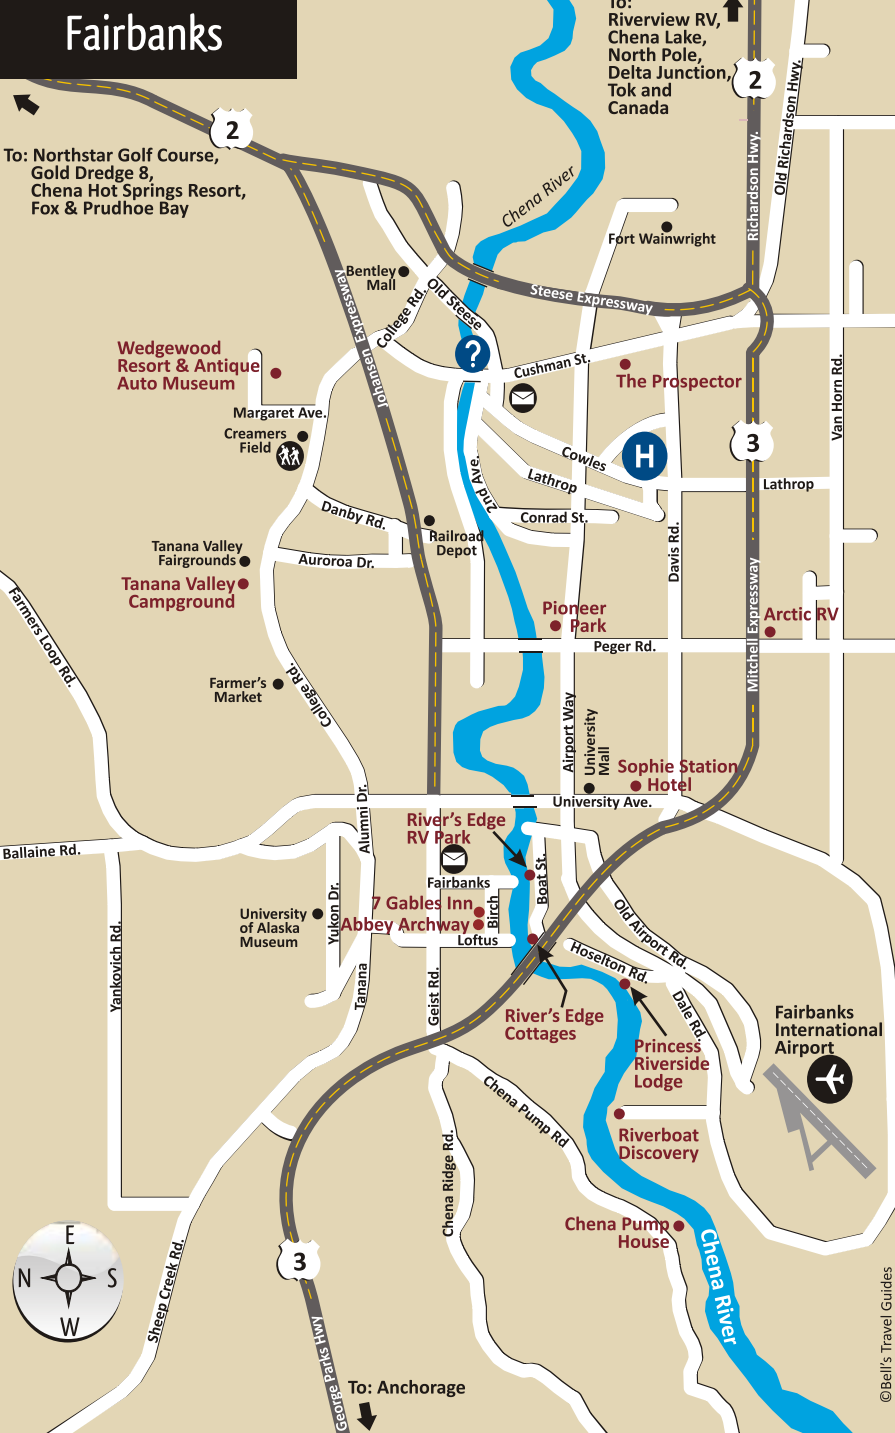 Fairbanks
To:
Riverview RV,
Chena Lake,
North Pole,
Delta Junction,
Tok and
Canada
2
Richardson Hwy.
Old Richardson Hwy.
2
To: Northstar Golf Course,
Gold Dredge 8,
Chena Hot Springs Resort,
Fox & Prudhoe Bay
Chena River
Fort Wainwright
Bentley
Mall
Old Steese
Steese Expressway
College Rd.
Johansen Expressway
?
Cushman St.
Wedgewood
Resort & Antique
Auto Museum
The Prospector
Van Horn Rd.
Margaret Ave.
Creamers
Field
3
H
Cowles
Lathrop
Lathrop
2nd Ave.
Danby Rd.
Conrad St.
Railroad
Depot
Davis Rd.
Tanana Valley
Fairgrounds
Auroroa Dr.
Tanana Valley
Campground
Mitchell Expressway
Pioneer
Park
Arctic RV
Farmers Loop Rd.
Peger Rd.
Farmer's
Market
College Rd.
Airport Way
University
Mall
Sophie Station
Hotel
University Ave.
Alumni Dr.
River's Edge
RV Park
Ballaine Rd.
Fairbanks
Boat St.
7 Gables Inn
Birch
Abbey Archway
Loftus
University
of Alaska
Museum
Yukon Dr.
Old Airport Rd.
Hoselton Rd.
Yankovich Rd.
Tanana
Geist Rd.
Dale Rd.
River's Edge
Cottages
Fairbanks
International
Airport
Princess
Riverside
Lodge
Chena Pump Rd
Riverboat
Discovery
Chena Ridge Rd.
Chena Pump
House
Chena River
E
N
S
W
3
Sheep Creek Rd.
George Parks Hwy
To: Anchorage
©Bell's Travel Guides